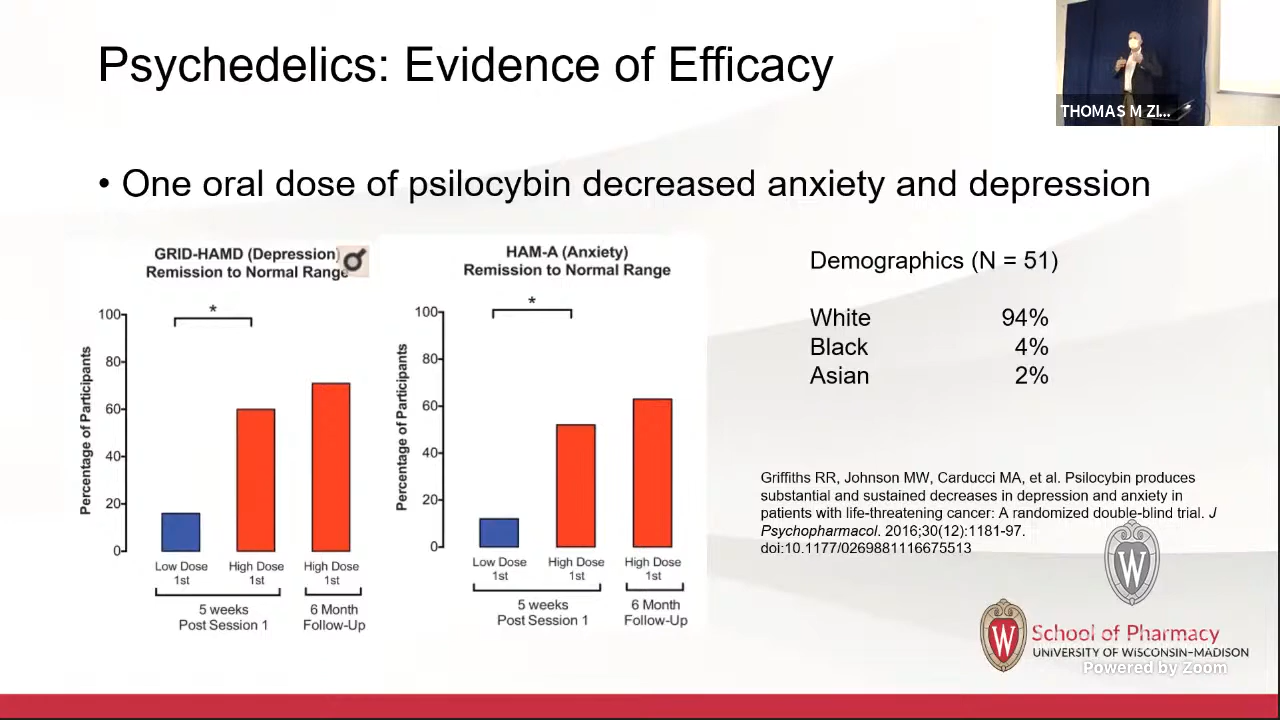 Psychedelics: Evidence of Efficacy
THOMAS M ZI...
• One oral dose of psilocybin decreased anxiety and depression
GRID-HAMD (Depression)
Remission to Normal Range
*
100
80
60
40
20
0
Percentage of Participants
Low Dose
1st
High Dose
1st
High Dose
1st
5 weeks
Post Session 1
6 Month
Follow-Up
HAM-A (Anxiety)
Remission to Normal Range
*
100
80
60
40
20
0
Percentage of Participants
Low Dose
1st
High Dose
1st
High Dose
1st
5 weeks
Post Session 1
6 Month
Follow-Up
Demographics (N = 51)
White 94%
Black 4%
Asian 2%
Griffiths RR, Johnson MW, Carducci MA, et al. Psilocybin produces
substantial and sustained decreases in depression and anxiety in
patients with life-threatening cancer: A randomized double-blind trial. J
Psychopharmacol. 2016;30(12):1181-97.
doi:10.1177/0269881116675513
W
W
School of Pharmacy
UNIVERSITY OF WISCONSIN–MADISON
Powered by Zoom